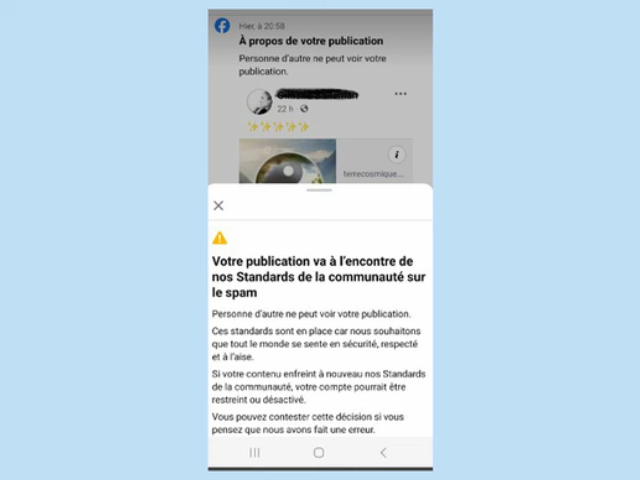 Hier, à 20:58
À propos de votre publication
Personne d'autre ne peut voir votre
publication.
22 h
terrecosmique...
Votre publication va à l'encontre de
nos Standards de la communauté sur
le spam
Personne d'autre ne peut voir votre publication.
Ces standards sont en place car nous souhaitons
que tout le monde se sente en sécurité, respecté
et à l'aise.
Si votre contenu enfreint à nouveau nos Standards
de la communauté, votre compte pourrait être
restreint ou désactivé.
Vous pouvez contester cette décision si vous
pensez que nous avons fait une erreur.